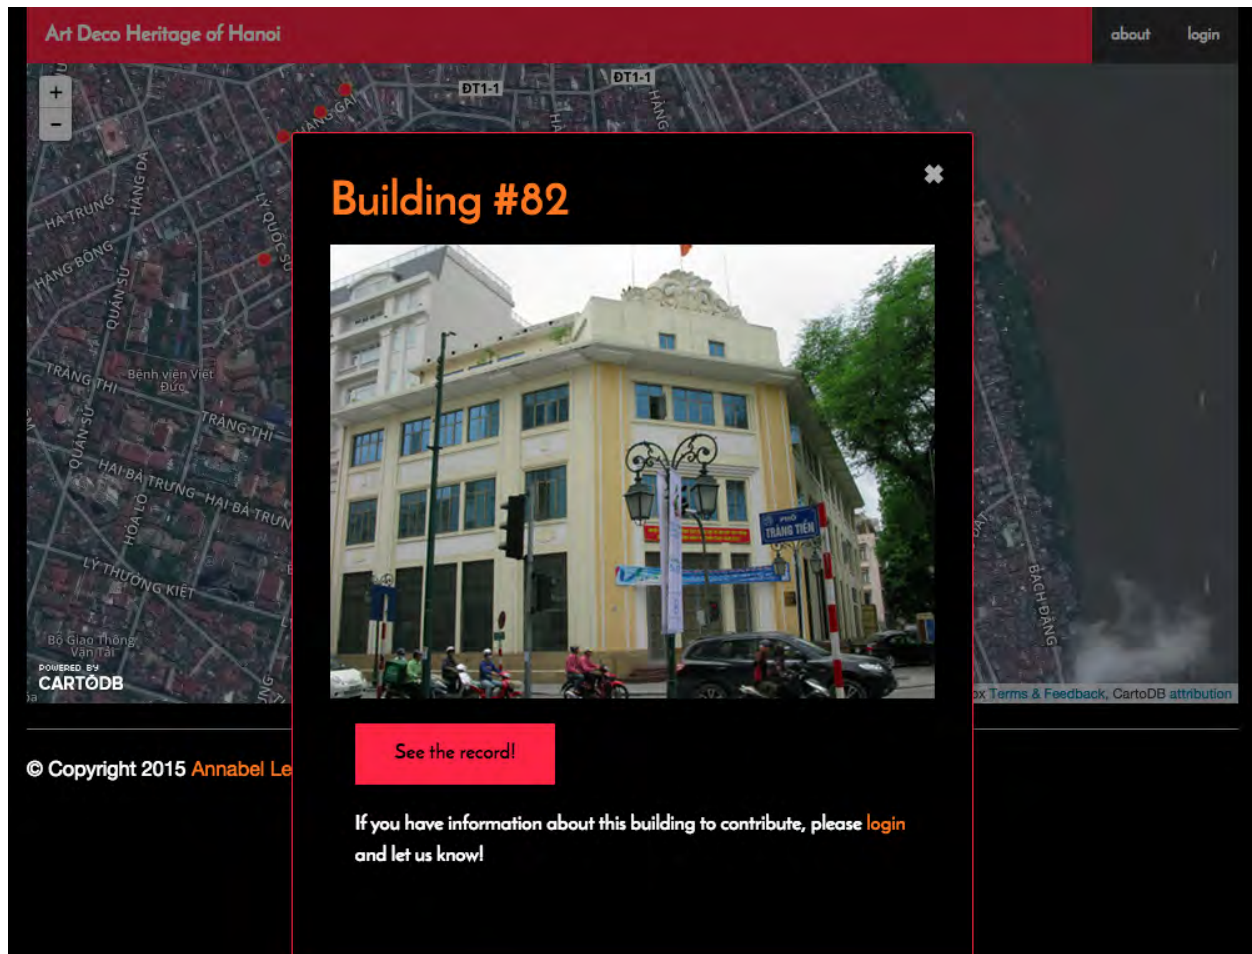 Art Deco Heritage of Hanoi
about
login
+
−
ĐT1-1
ĐT1-1
HÀNG GAI
HÀNG
HÀNG DA
HÀ TRUNG
LÝ QUỐC SƯ
HÀNG BÔNG
QUÁN SỨ
TRÀNG THI
Bệnh viện Việt
Đức
TRÀNG THI
QUÁN SỨ
HAI BÀ TRƯNG
HAI BÀ TRƯN
HỎA LÒ
LÝ THƯỜNG KIỆT
Bộ Giao Thông
Vận Tải
BẠCH ĐẰNG
POWERED BY
CARTODB
Building #82
✖
PHỐ
TRÀNG TIỀN
ox Terms & Feedback, CartoDB attribution
See the record!
© Copyright 2015 Annabel Le
If you have information about this building to contribute, please login
and let us know!